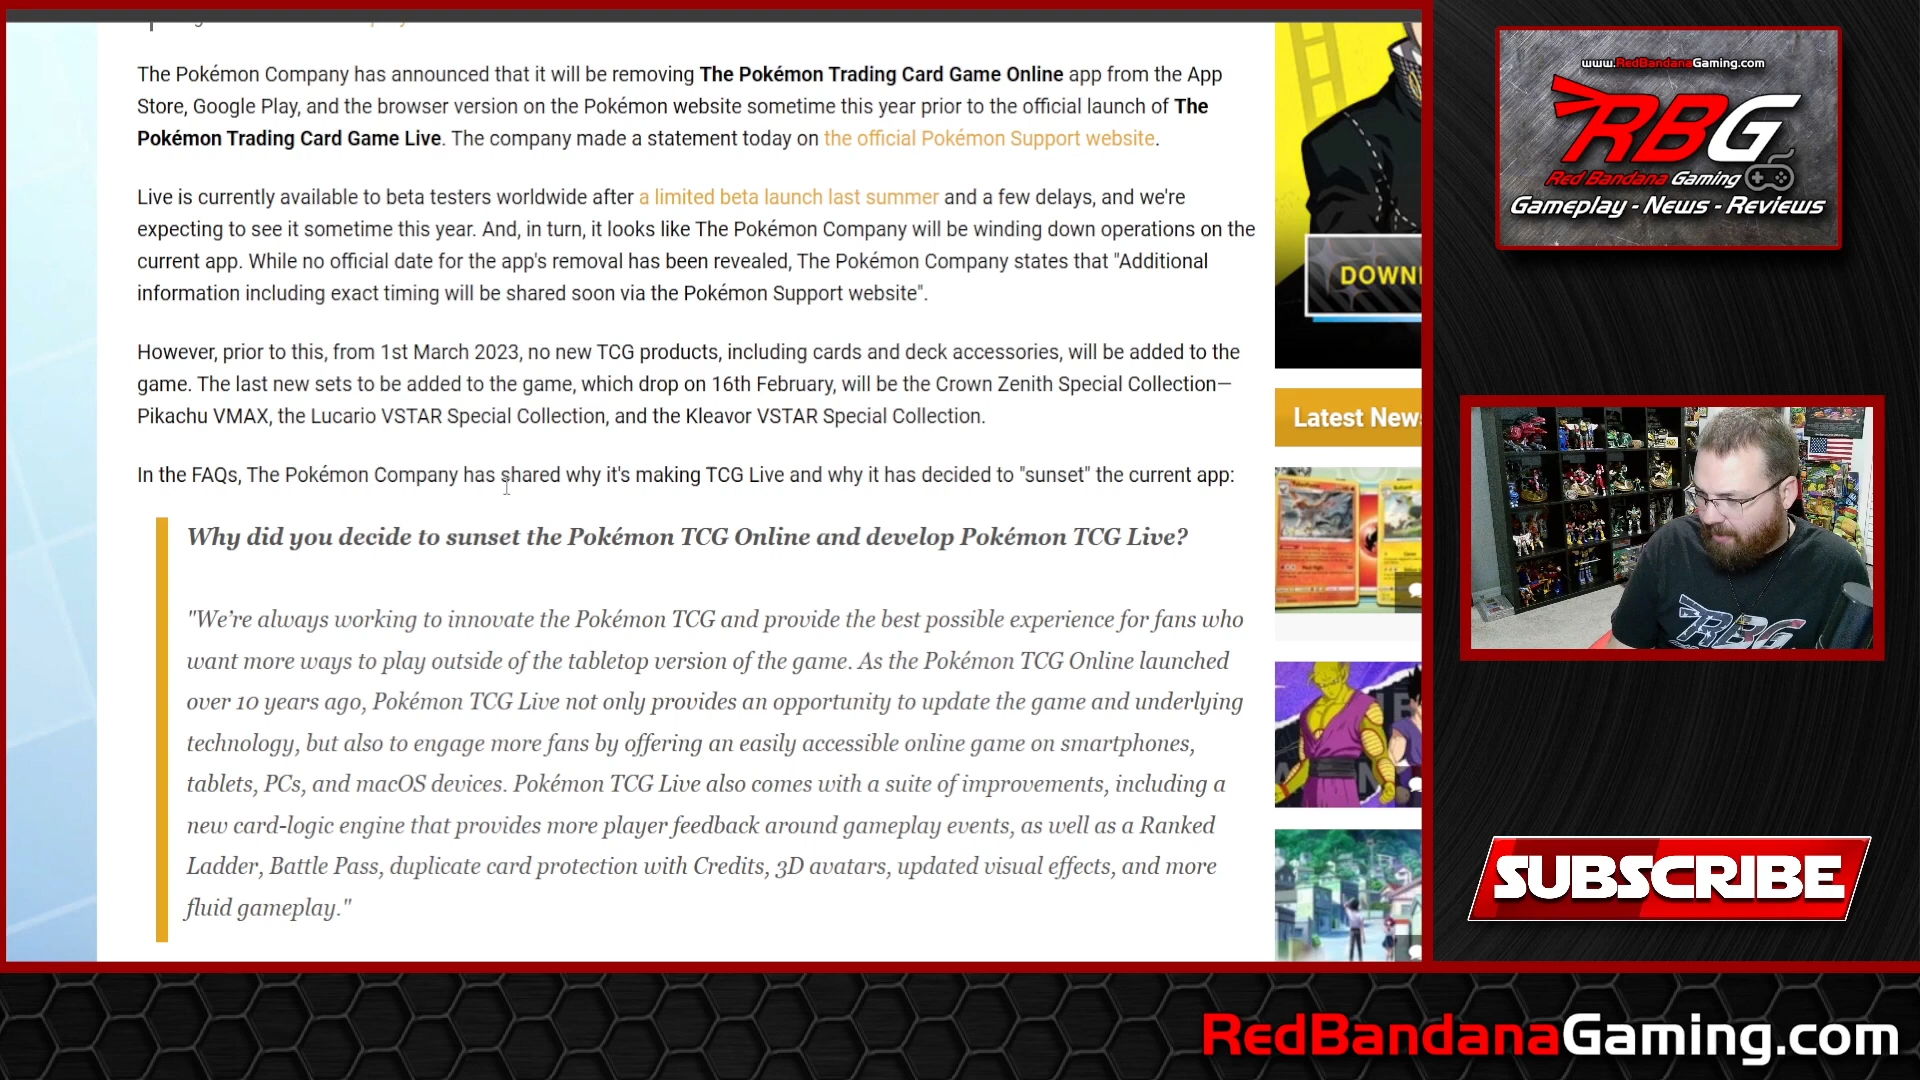 The Pokémon Company has announced that it will be removing The Pokémon Trading Card Game Online app from the App
Store, Google Play, and the browser version on the Pokémon website sometime this year prior to the official launch of The
Pokémon Trading Card Game Live. The company made a statement today on the official Pokémon Support website.
Live is currently available to beta testers worldwide after a limited beta launch last summer and a few delays, and we're
expecting to see it sometime this year. And, in turn, it looks like The Pokémon Company will be winding down operations on the
current app. While no official date for the app's removal has been revealed, The Pokémon Company states that "Additional
information including exact timing will be shared soon via the Pokémon Support website".
However, prior to this, from 1st March 2023, no new TCG products, including cards and deck accessories, will be added to the
game. The last new sets to be added to the game, which drop on 16th February, will be the Crown Zenith Special Collection—
Pikachu VMAX, the Lucario VSTAR Special Collection, and the Kleavor VSTAR Special Collection.
In the FAQs, The Pokémon Company has shared why it's making TCG Live and why it has decided to "sunset" the current app:
Why did you decide to sunset the Pokémon TCG Online and develop Pokémon TCG Live?
"We’re always working to innovate the Pokémon TCG and provide the best possible experience for fans who
want more ways to play outside of the tabletop version of the game. As the Pokémon TCG Online launched
over 10 years ago, Pokémon TCG Live not only provides an opportunity to update the game and underlying
technology, but also to engage more fans by offering an easily accessible online game on smartphones,
tablets, PCs, and macOS devices. Pokémon TCG Live also comes with a suite of improvements, including a
new card-logic engine that provides more player feedback around gameplay events, as well as a Ranked
Ladder, Battle Pass, duplicate card protection with Credits, 3D avatars, updated visual effects, and more
fluid gameplay."
DOWN
Latest New
www.RedBandanaGaming.com
RBG
Red Bandana Gaming
Gameplay - News - Reviews
RBG
SUBSCRIBE
RedBandanaGaming.com